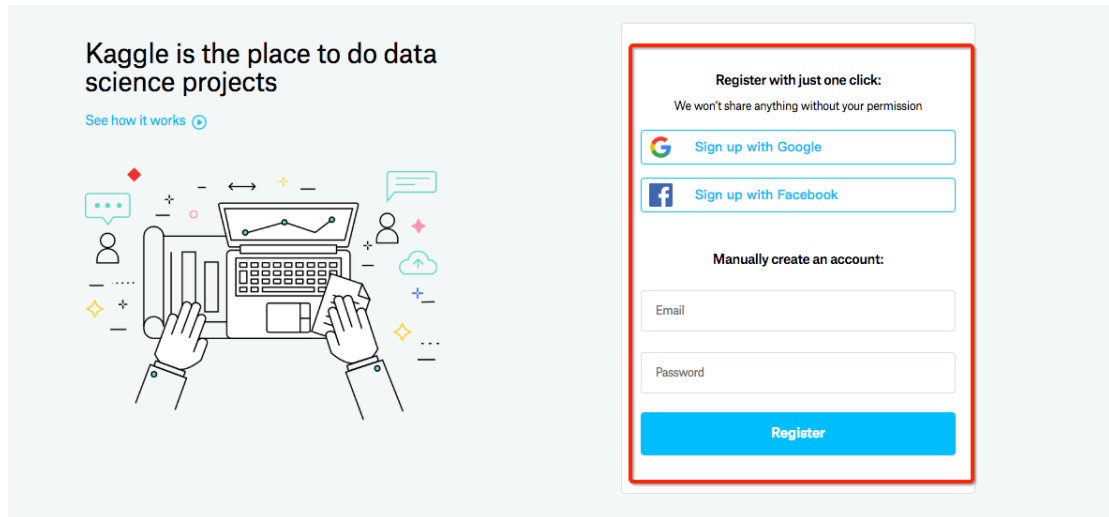 Kaggle is the place to do data
science projects
See how it works
Register with just one click:
We won't share anything without your permission
Sign up with Google
Sign up with Facebook
Manually create an account:
Email
Password
Register